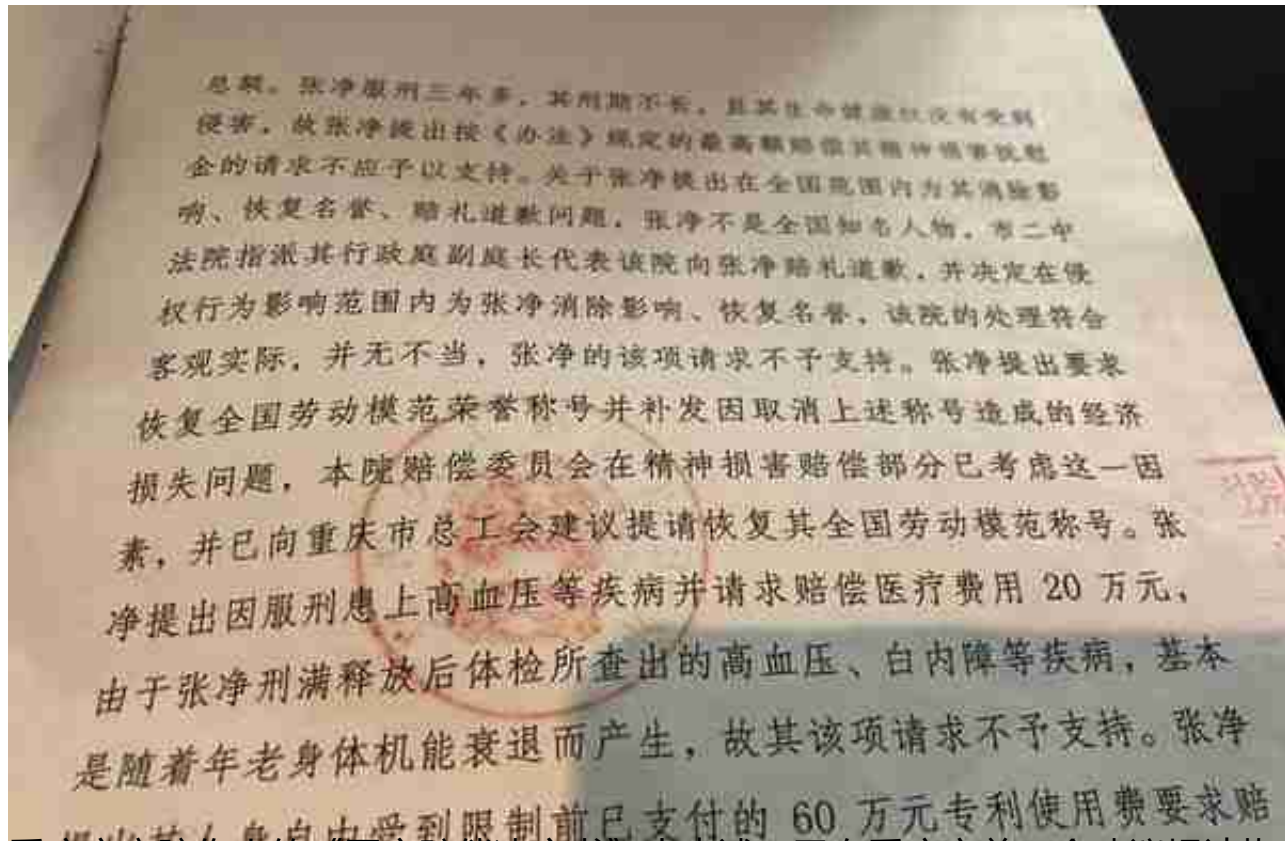 总额。张净服刑三年多，其刑期不长，且其生命健康权没有受到
侵害，故张净提出按《办法》规定的最高额赔偿其精神损害抚慰
金的请求不应予以支持。关于张净提出在全国范围内为其消除影
响、恢复名誉、赔礼道歉问题，张净不是全国知名人物，市二中
法院指派其行政庭副庭长代表该院向张净赔礼道歉，并决定在侵
权行为影响范围内为张净消除影响、恢复名誉，该院的处理符合
客观实际，并无不当，张净的该项请求不予支持。张净提出要求
恢复全国劳动模范荣誉称号并补发因取消上述称号造成的经济
损失问题，本院赔偿委员会在精神损害赔偿部分已考虑这一因
素，并已向重庆市总工会建议提请恢复其全国劳动模范称号。张
净提出因服刑患上高血压等疾病并请求赔偿医疗费用 20 万元，
由于张净刑满释放后体检所查出的高血压、白内障等疾病，基本
是随着年老身体机能衰退而产生，故其该项请求不予支持。张净
提出其人身自由受到限制前已支付的 60 万元专利使用费要求赔